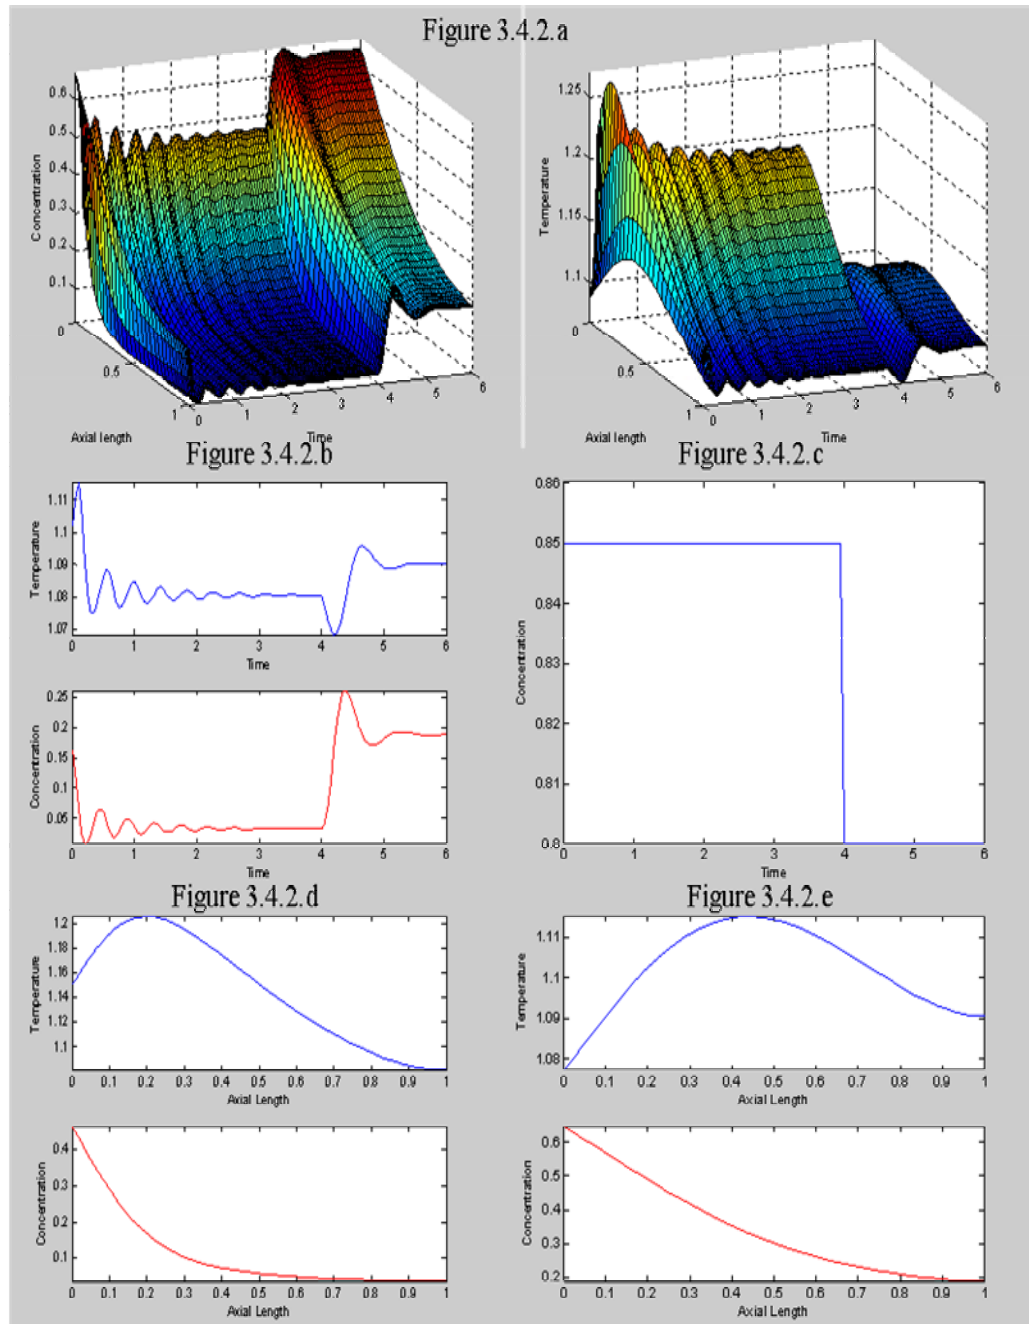 Figure 3.4.2.a
0.6
0.5
0.4
0.3
0.2
0.1
0
0.5
1
0
1
2
3
4
5
6
Concentration
Axial length
Time
1.25
1.2
1.15
1.1
0
0.5
1
0
1
2
3
4
5
6
Temperature
Axial length
Time
Figure 3.4.2.b
1.11
1.1
1.09
1.08
1.07
0 1 2 3 4 5 6
Temperature
Time
0.25
0.2
0.15
0.1
0.05
0 1 2 3 4 5 6
Concentration
Time
Figure 3.4.2.c
0.86
0.85
0.84
0.83
0.82
0.81
0.8
0 1 2 3 4 5 6
Concentration
Time
Figure 3.4.2.d
1.2
1.18
1.16
1.14
1.12
1.1
0 0.1 0.2 0.3 0.4 0.5 0.6 0.7 0.8 0.9 1
Temperature
Axial Length
0.4
0.3
0.2
0.1
0 0.1 0.2 0.3 0.4 0.5 0.6 0.7 0.8 0.9 1
Concentration
Axial Length
Figure 3.4.2.e
1.11
1.1
1.09
1.08
0 0.1 0.2 0.3 0.4 0.5 0.6 0.7 0.8 0.9 1
Temperature
Axial Length
0.6
0.5
0.4
0.3
0.2
0 0.1 0.2 0.3 0.4 0.5 0.6 0.7 0.8 0.9 1
Concentration
Axial Length